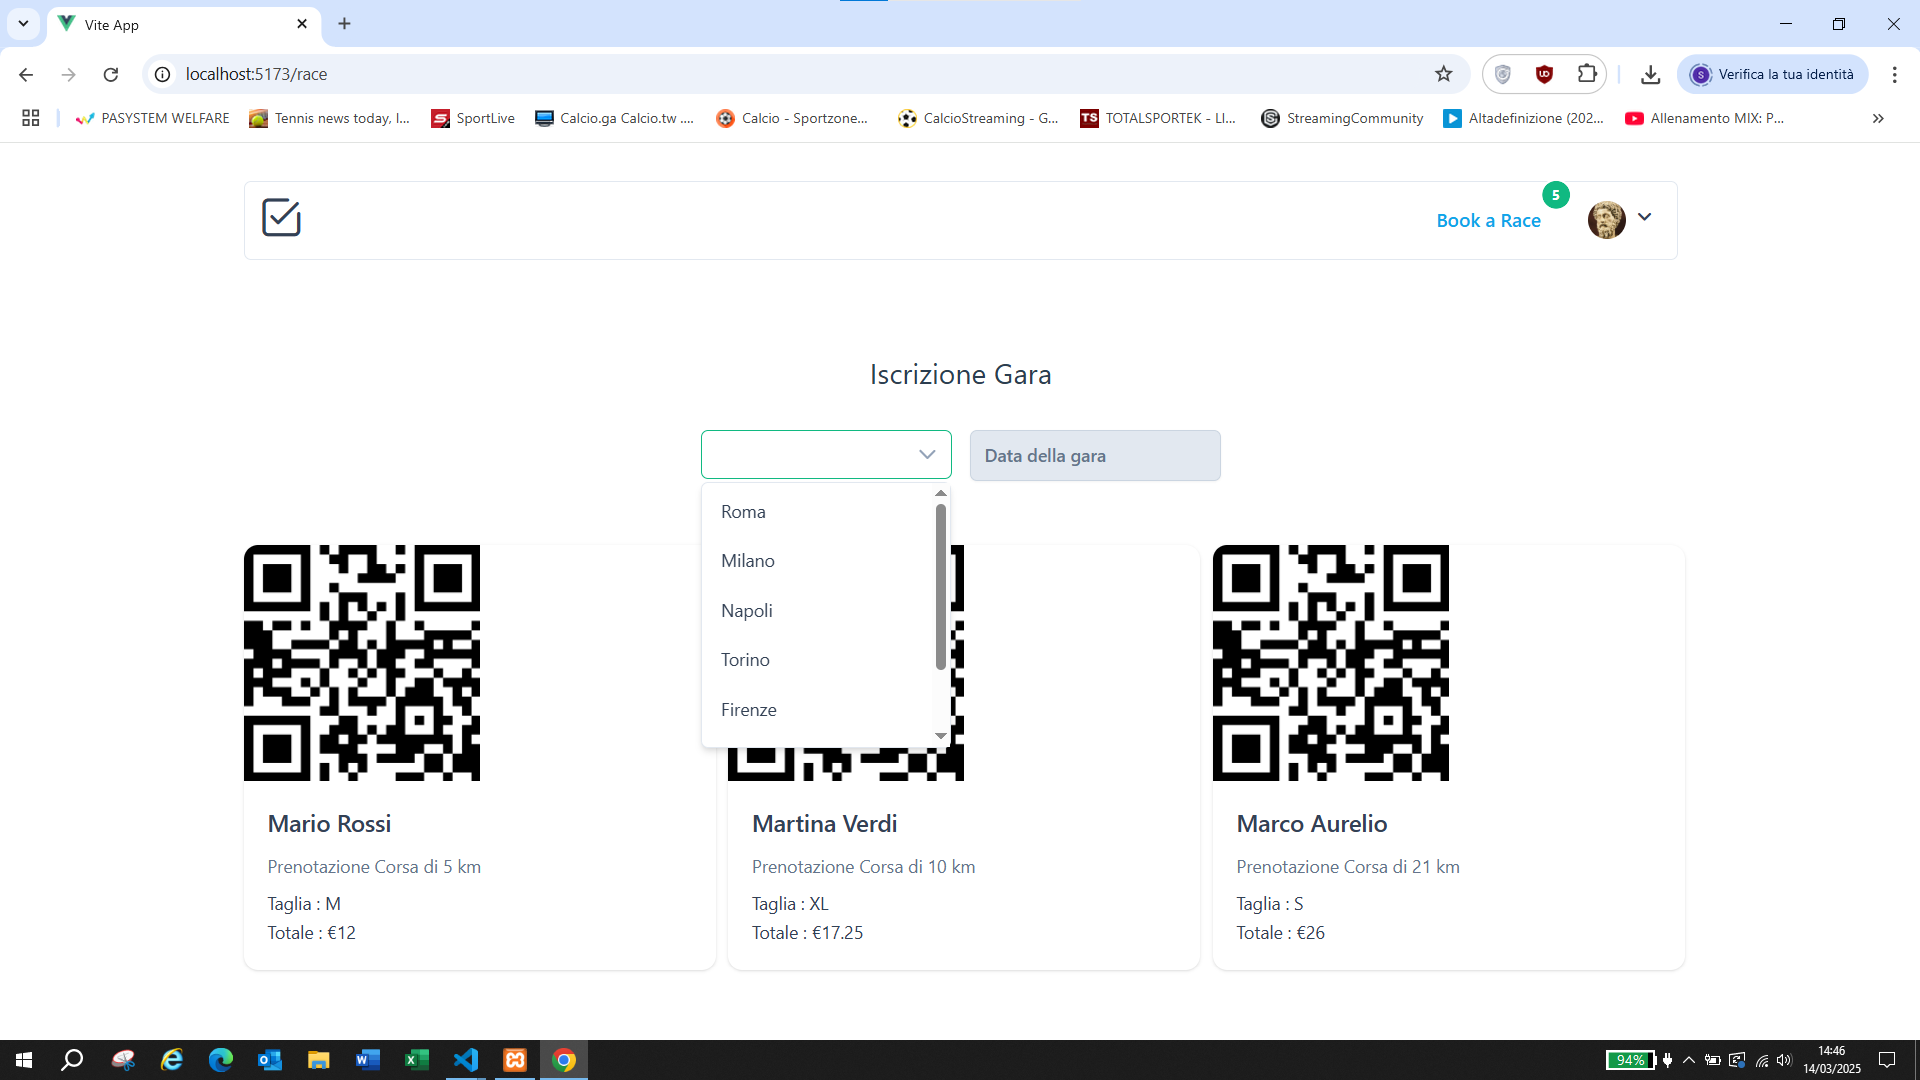 Vite App
localhost:5173/race
Verifica la tua identità
PASYSTEM WELFARE
Tennis news today, l...
SportLive
Calcio.ga Calcio.tw ....
Calcio - Sportzone...
CalcioStreaming - G...
TOTALSPORTEK - LI...
StreamingCommunity
Altadefinizione (202...
Allenamento MIX: P...
5
Book a Race
Iscrizione Gara
Data della gara
Roma
Milano
Napoli
Torino
Firenze
Mario Rossi
Prenotazione Corsa di 5 km
Taglia : M
Totale : €12
Martina Verdi
Prenotazione Corsa di 10 km
Taglia : XL
Totale : €17.25
Marco Aurelio
Prenotazione Corsa di 21 km
Taglia : S
Totale : €26
94%
14:46
14/03/2025